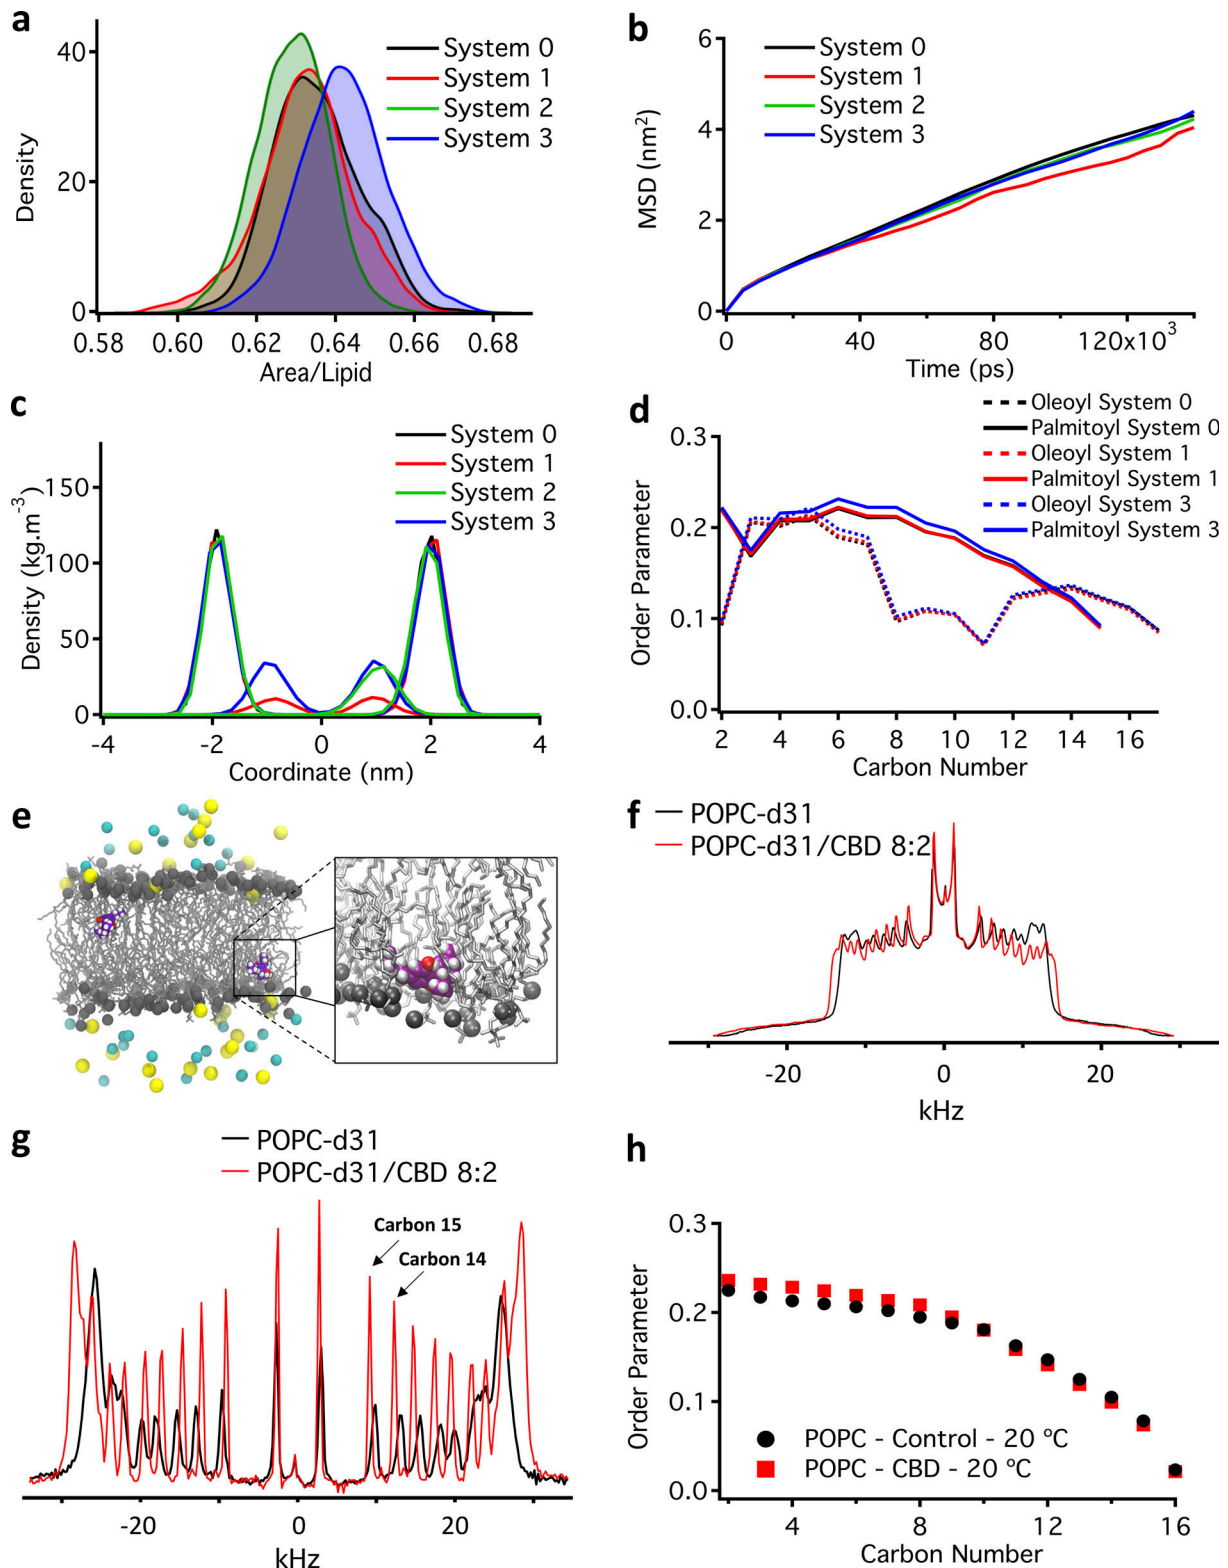 a
System 0
System 1
System 2
System 3
Density
40
20
0
0.58 0.60 0.62 0.64 0.66 0.68
Area/Lipid
b
System 0
System 1
System 2
System 3
MSD (nm²)
6
4
2
0
0 40 80 120x10³
Time (ps)
c
System 0
System 1
System 2
System 3
Density (kg.m⁻³)
150
100
50
0
-4 -2 0 2 4
Coordinate (nm)
d
Oleoyl System 0
Palmitoyl System 0
Oleoyl System 1
Palmitoyl System 1
Oleoyl System 3
Palmitoyl System 3
Order Parameter
0.3
0.2
0.1
0.0
2 4 6 8 10 12 14 16
Carbon Number
e
f
POPC-d31
POPC-d31/CBD 8:2
-20 0 20
kHz
g
POPC-d31
POPC-d31/CBD 8:2
Carbon 15
Carbon 14
-20 0 20
kHz
h
Order Parameter
0.3
0.2
0.1
0.0
POPC - Control - 20 ºC
POPC - CBD - 20 ºC
4 8 12 16
Carbon Number